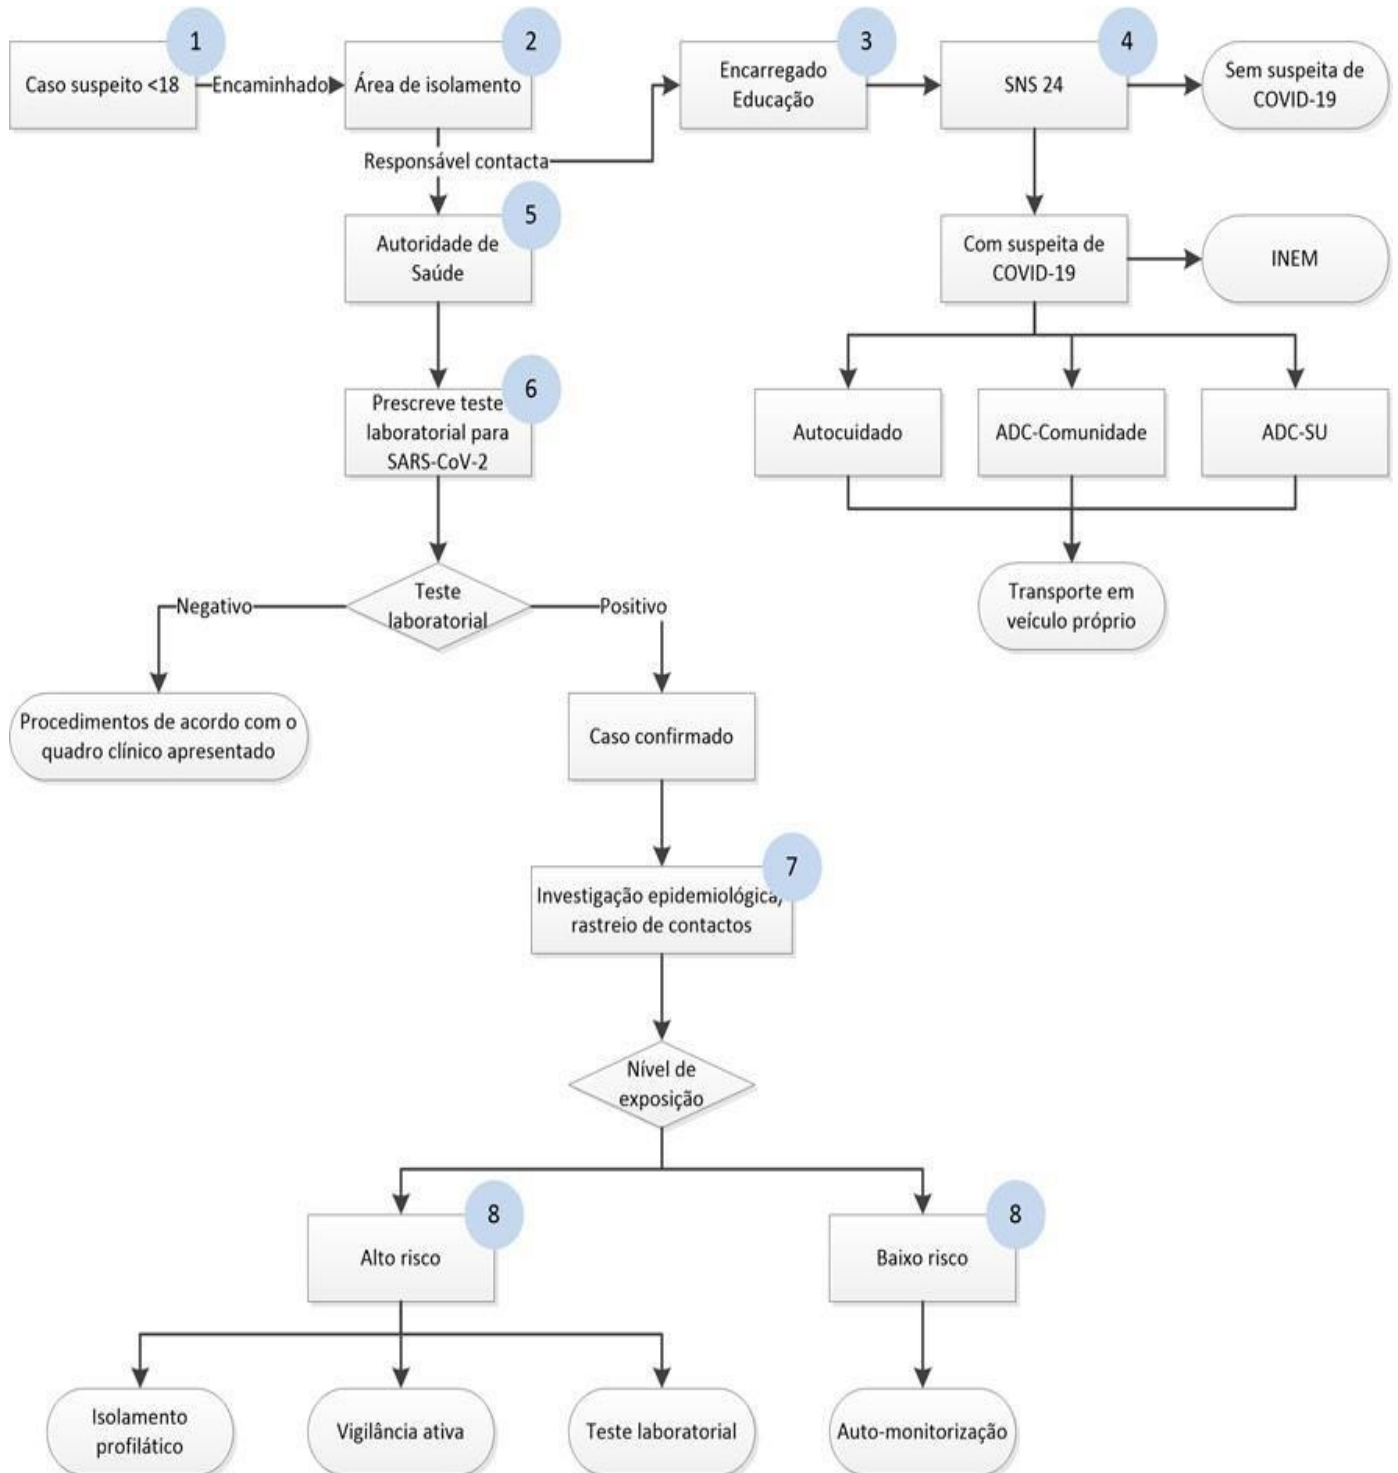 1
2
3
4
Caso suspeito <18
Encaminhado
Área de isolamento
Encarregado
Educação
SNS 24
Sem suspeita de
COVID-19
Responsável contacta
5
Autoridade de
Saúde
Com suspeita de
COVID-19
INEM
6
Prescreve teste
laboratorial para
SARS-CoV-2
Autocuidado
ADC-Comunidade
ADC-SU
Negativo
Teste
laboratorial
Positivo
Transporte em
veículo próprio
Procedimentos de acordo com o
quadro clínico apresentado
Caso confirmado
7
Investigação epidemiológica/
rastreio de contactos
Nível de
exposição
8
8
Alto risco
Baixo risco
Isolamento
profilático
Vigilância ativa
Teste laboratorial
Auto-monitorização